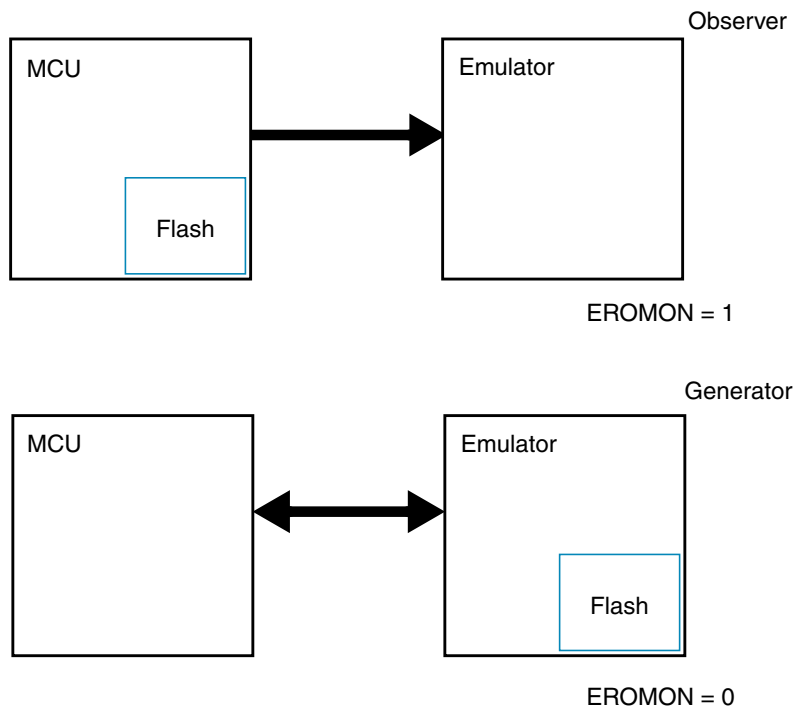 Observer
MCU
Emulator
Flash
EROMON = 1
Generator
MCU
Emulator
Flash
EROMON = 0